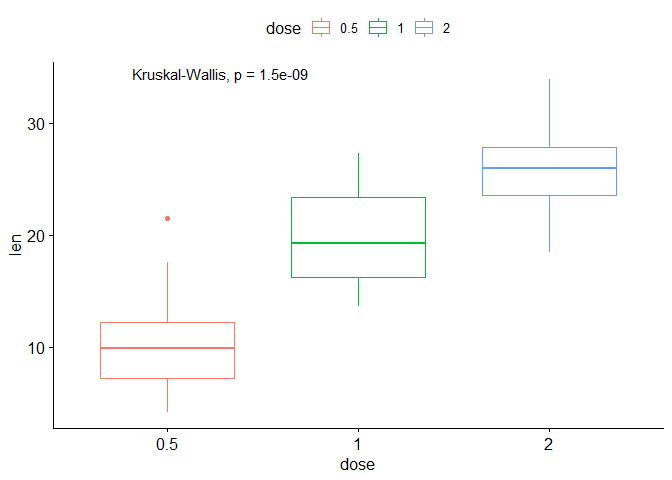 dose 0.5 1 2
Kruskal-Wallis, p = 1.5e-09
30
20
10
len
0.5 1 2
dose